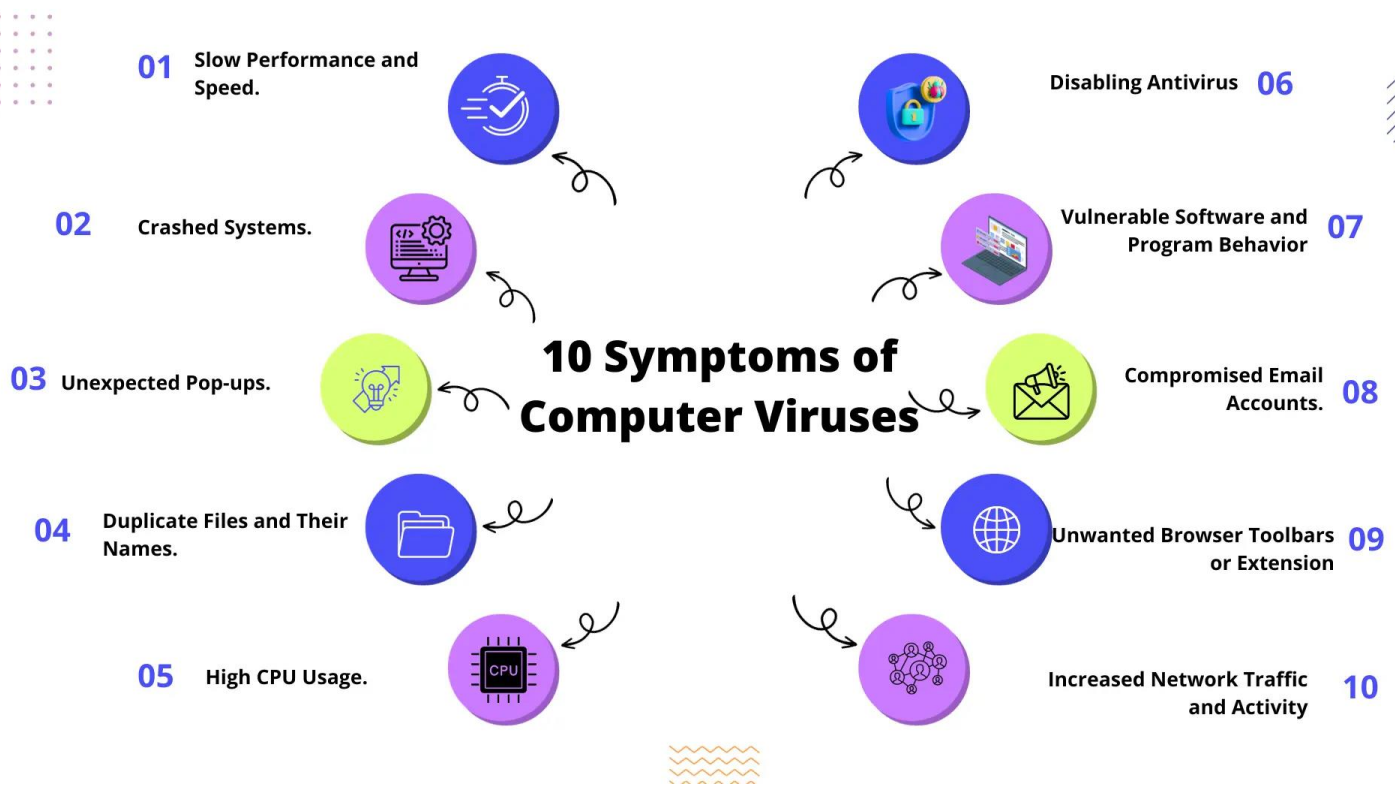 10 Symptoms of
Computer Viruses
01
Slow Performance and
Speed.
02
Crashed Systems.
03
Unexpected Pop-ups.
04
Duplicate Files and Their
Names.
05
High CPU Usage.
CPU
Disabling Antivirus
06
Vulnerable Software and
Program Behavior
07
Compromised Email
Accounts.
08
Unwanted Browser Toolbars
or Extension
09
Increased Network Traffic
and Activity
10